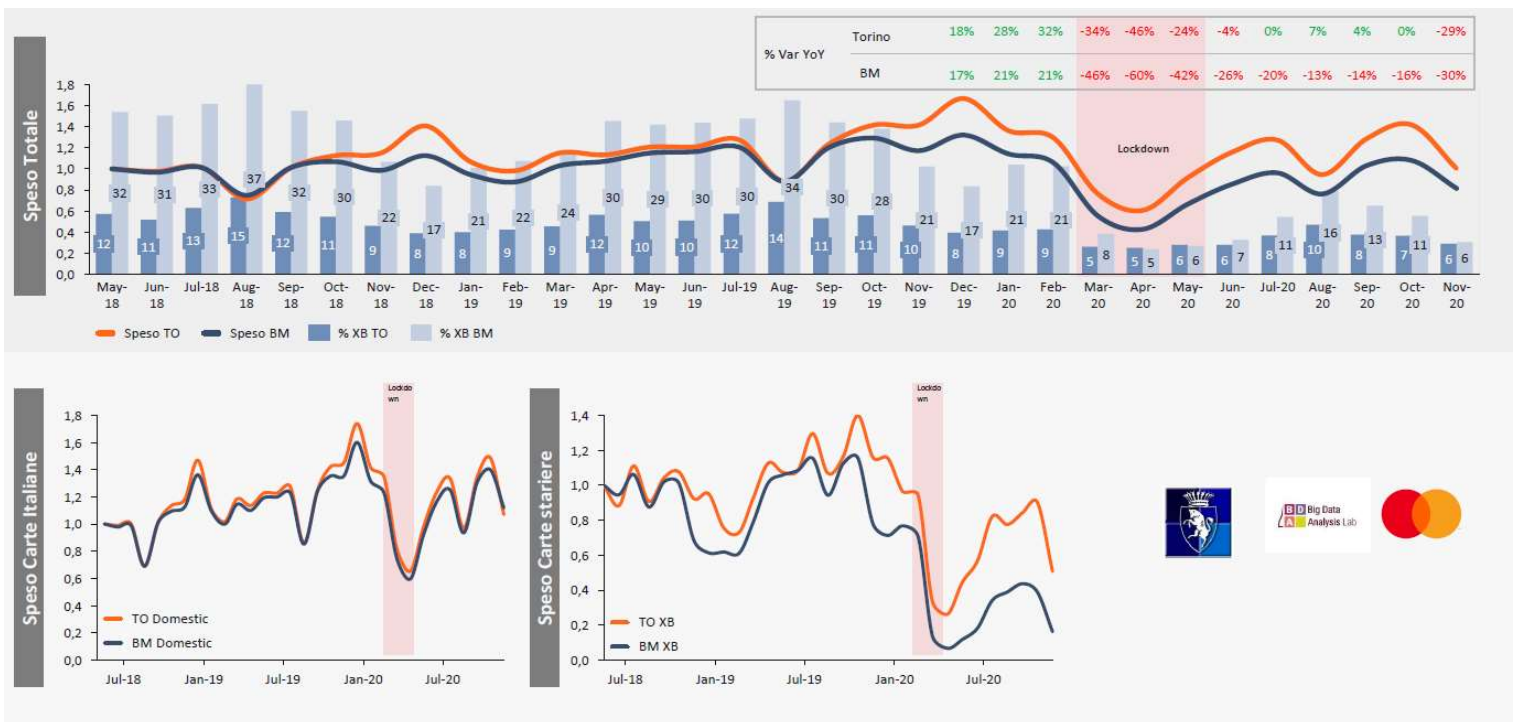 % Var YoY
Torino 18% 28% 32% -34% -46% -24% -4% 0% 7% 4% 0% -29%
BM 17% 21% 21% -46% -60% -42% -26% -20% -13% -14% -16% -30%
Speso Totale
1,8
1,6
1,4
1,2
1,0
0,8
0,6
0,4
0,2
0,0
Lockdown
32 31 33 37 32 30 22 17 21 22 24 30 29 30 30 34 30 28 21 17 21 21 8 5 6 7 11 16 13 11 6
12 11 13 15 12 11 9 8 8 9 9 12 10 10 12 14 11 11 10 8 9 9 5 5 6 6 8 10 8 7 6
May-18 Jun-18 Jul-18 Aug-18 Sep-18 Oct-18 Nov-18 Dec-18 Jan-19 Feb-19 Mar-19 Apr-19 May-19 Jun-19 Jul-19 Aug-19 Sep-19 Oct-19 Nov-19 Dec-19 Jan-20 Feb-20 Mar-20 Apr-20 May-20 Jun-20 Jul-20 Aug-20 Sep-20 Oct-20 Nov-20
Speso TO Speso BM % XB TO % XB BM
Speso Carte Italiane
Lockdo
wn
1,8
1,6
1,4
1,2
1,0
0,8
0,6
0,4
0,2
0,0
TO Domestic
BM Domestic
Jul-18 Jan-19 Jul-19 Jan-20 Jul-20
Speso Carte stariere
Lockdo
wn
1,4
1,2
1,0
0,8
0,6
0,4
0,2
0,0
TO XB
BM XB
Jul-18 Jan-19 Jul-19 Jan-20 Jul-20
B D Big Data
A Analysis Lab